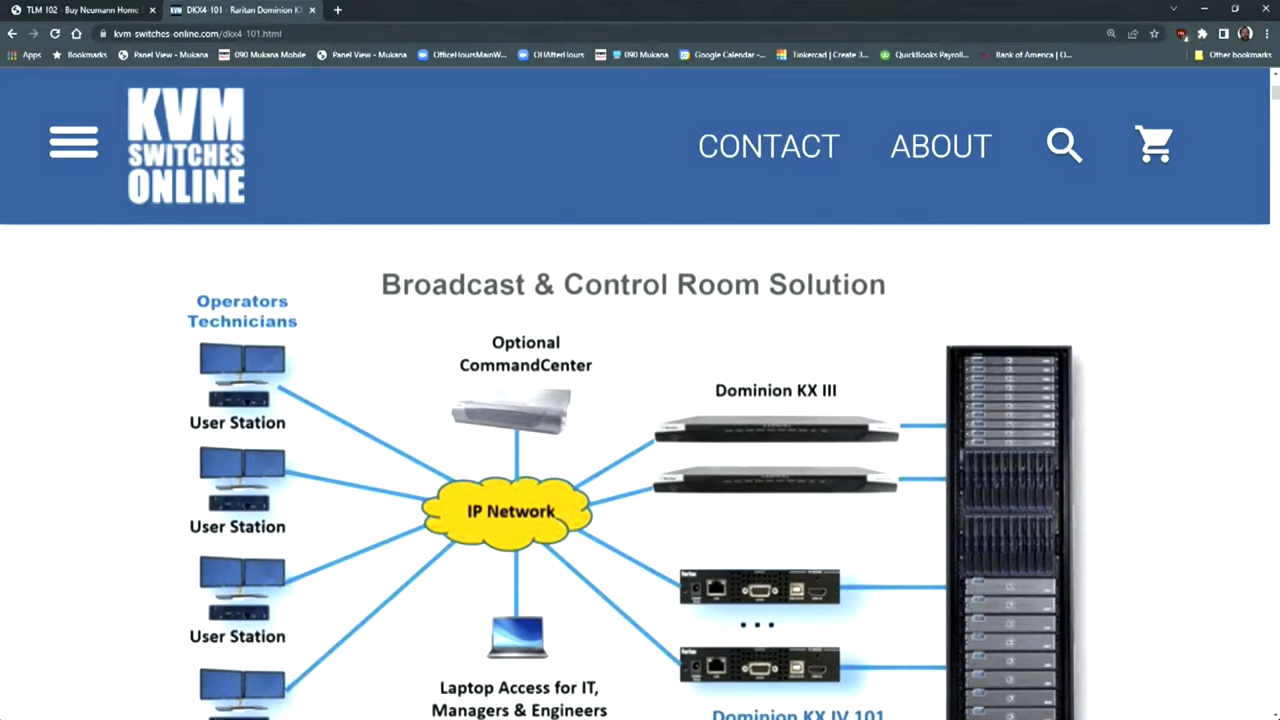 TLM 102 - Buy Neumann Home
DKX4-101 - Raritan Dominion K
kvm-switches-online.com/dkx4-101.html
Apps
Bookmarks
Panel View - Mukana
090 Mukana Mobile
Panel View - Mukana
OfficeHoursMainW...
OHAfterHours
090 Mukana
Google Calendar -...
Tinkercad | Create 3...
QuickBooks Payroll...
Bank of America | O...
Other bookmarks
KVM
SWITCHES
ONLINE
CONTACT
ABOUT
Broadcast & Control Room Solution
Operators
Technicians
Optional
CommandCenter
Dominion KX III
User Station
User Station
IP Network
User Station
Laptop Access for IT,
Managers & Engineers
Dominion KX IV 101